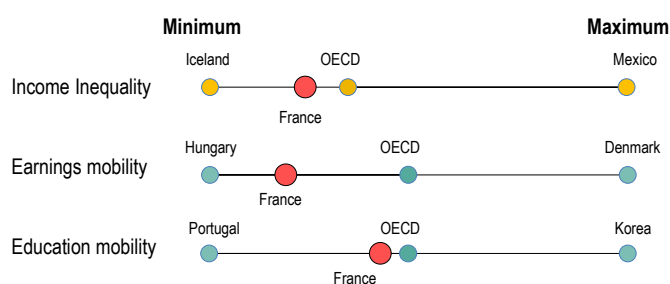 Minimum Maximum
Iceland OECD Mexico
Income Inequality
France
Hungary OECD Denmark
Earnings mobility
France
Portugal OECD Korea
Education mobility
France